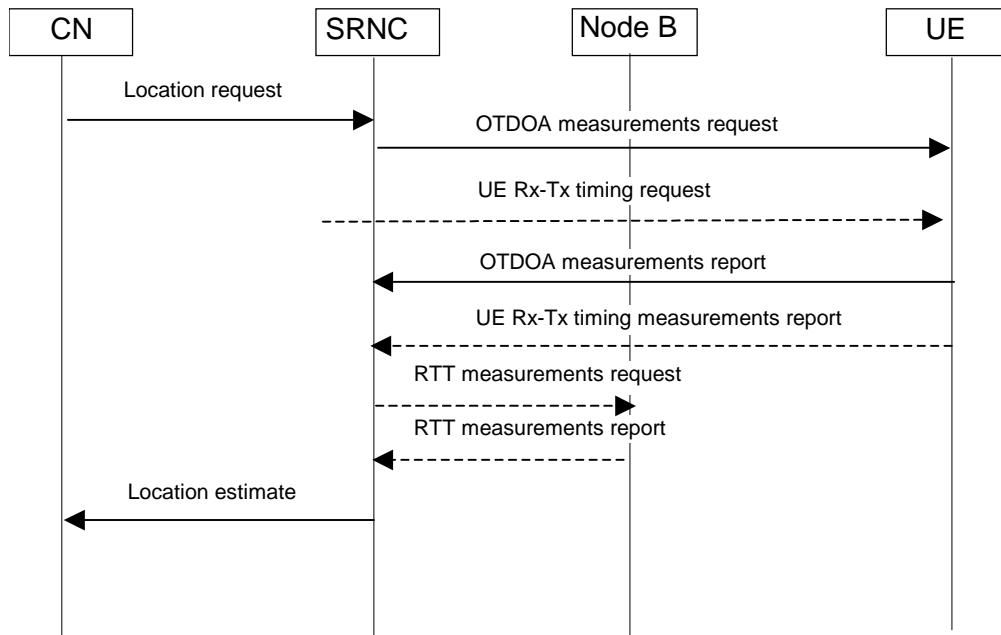 CN
SRNC
Node B
UE
Location request
OTDOA measurements request
UE Rx-Tx timing request
OTDOA measurements report
UE Rx-Tx timing measurements report
RTT measurements request
RTT measurements report
Location estimate